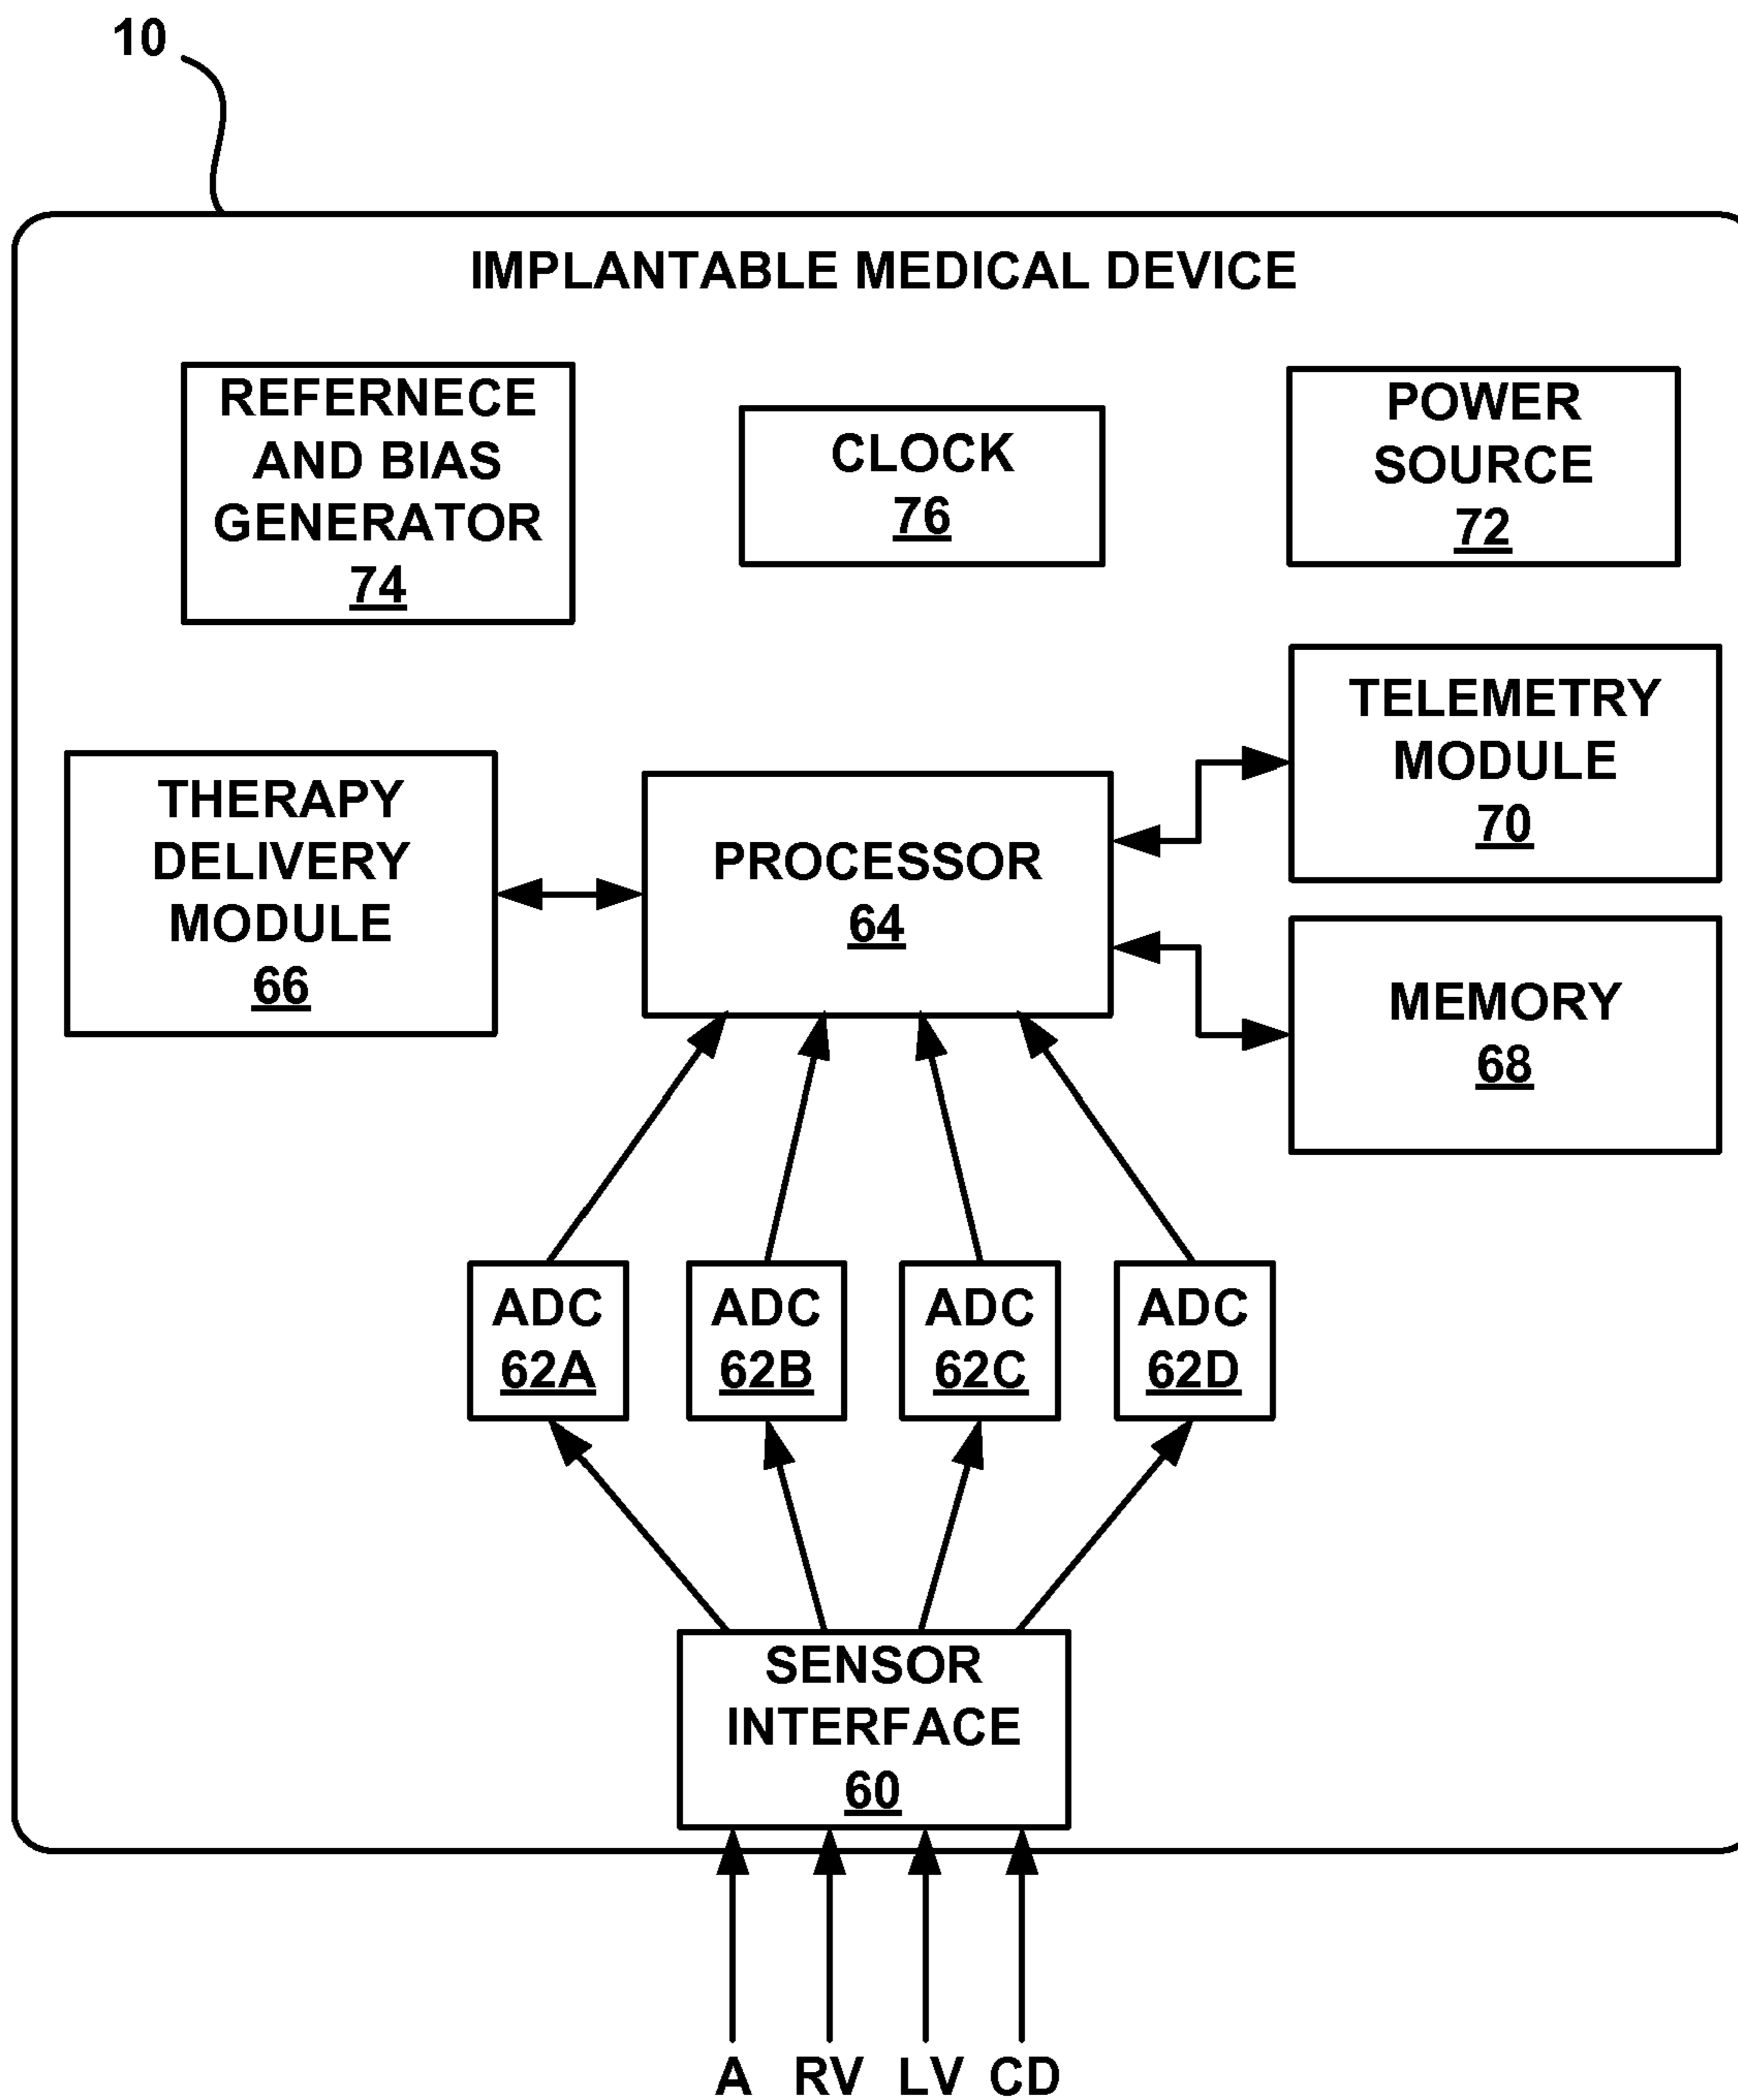 10
IMPLANTABLE MEDICAL DEVICE
REFERNECE
AND BIAS
GENERATOR
74
CLOCK
76
POWER
SOURCE
72
TELEMETRY
MODULE
70
THERAPY
DELIVERY
MODULE
66
PROCESSOR
64
MEMORY
68
ADC
62A
ADC
62B
ADC
62C
ADC
62D
SENSOR
INTERFACE
60
A RV LV CD